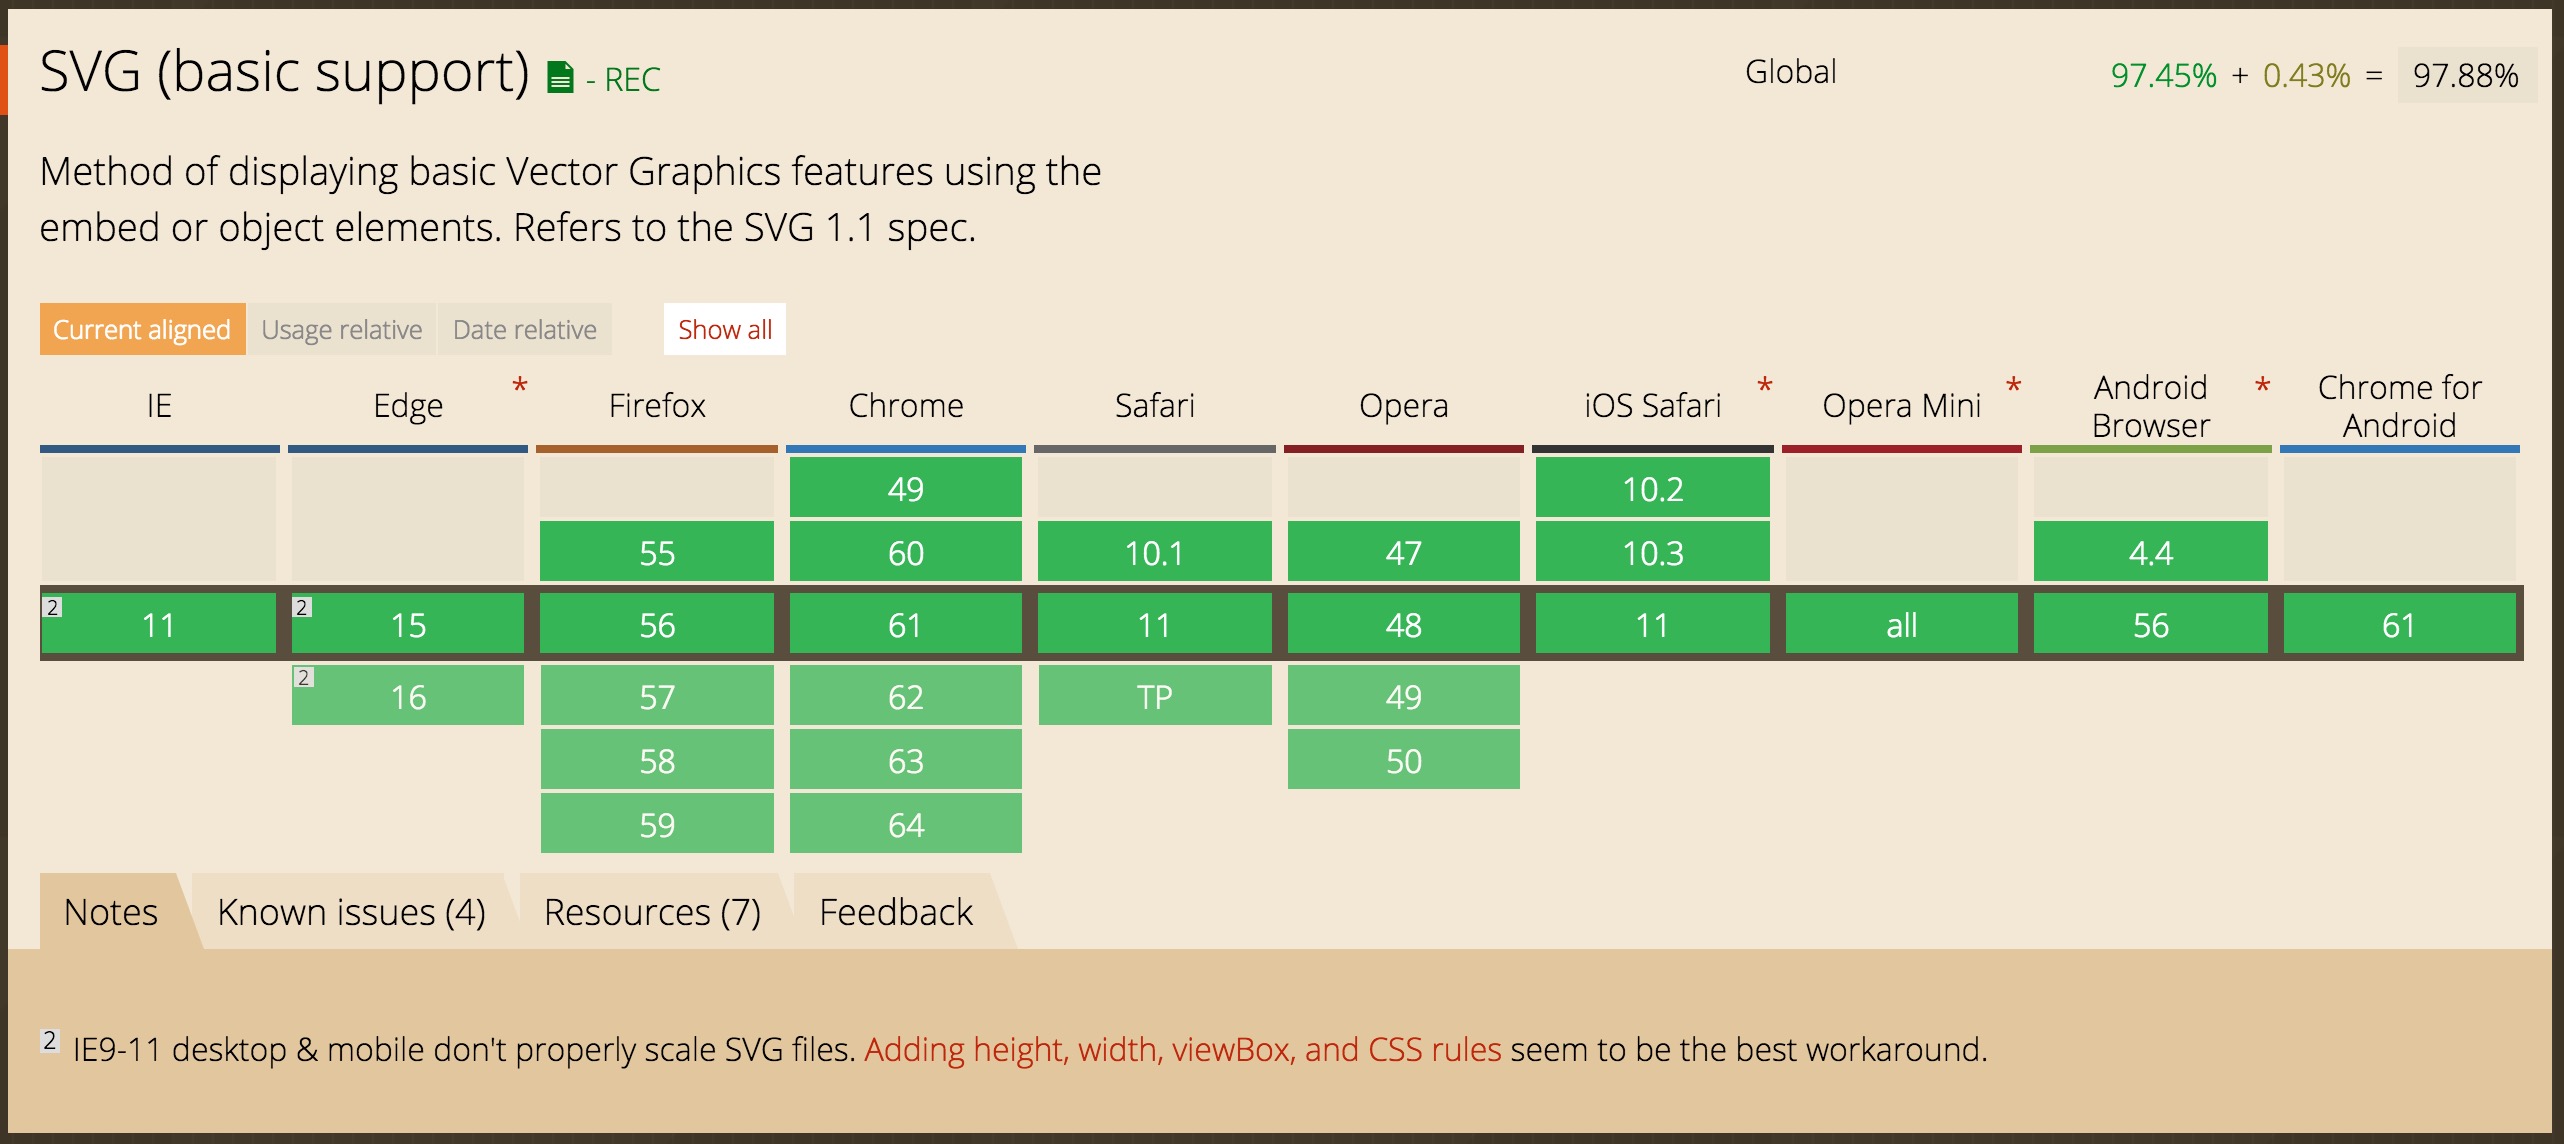 SVG (basic support) - REC
Global 97.45% + 0.43% = 97.88%
Method of displaying basic Vector Graphics features using the
embed or object elements. Refers to the SVG 1.1 spec.
Current aligned Usage relative Date relative Show all
IE Edge * Firefox Chrome Safari Opera iOS Safari * Opera Mini * Android Browser * Chrome for Android
49 10.2
55 60 10.1 47 10.3 4.4
2 11 2 15 56 61 11 48 11 all 56 61
2 16 57 62 TP 49
58 63 50
59 64
Notes Known issues (4) Resources (7) Feedback
2 IE9-11 desktop & mobile don't properly scale SVG files. Adding height, width, viewBox, and CSS rules seem to be the best workaround.